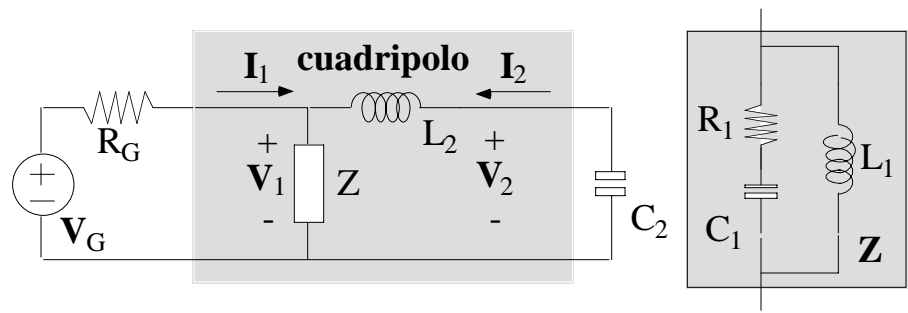 cuadripolo
I1 I2
RG L2
+ +
V1 Z V2
- -
+
-
VG C2
R1 L1
C1
Z